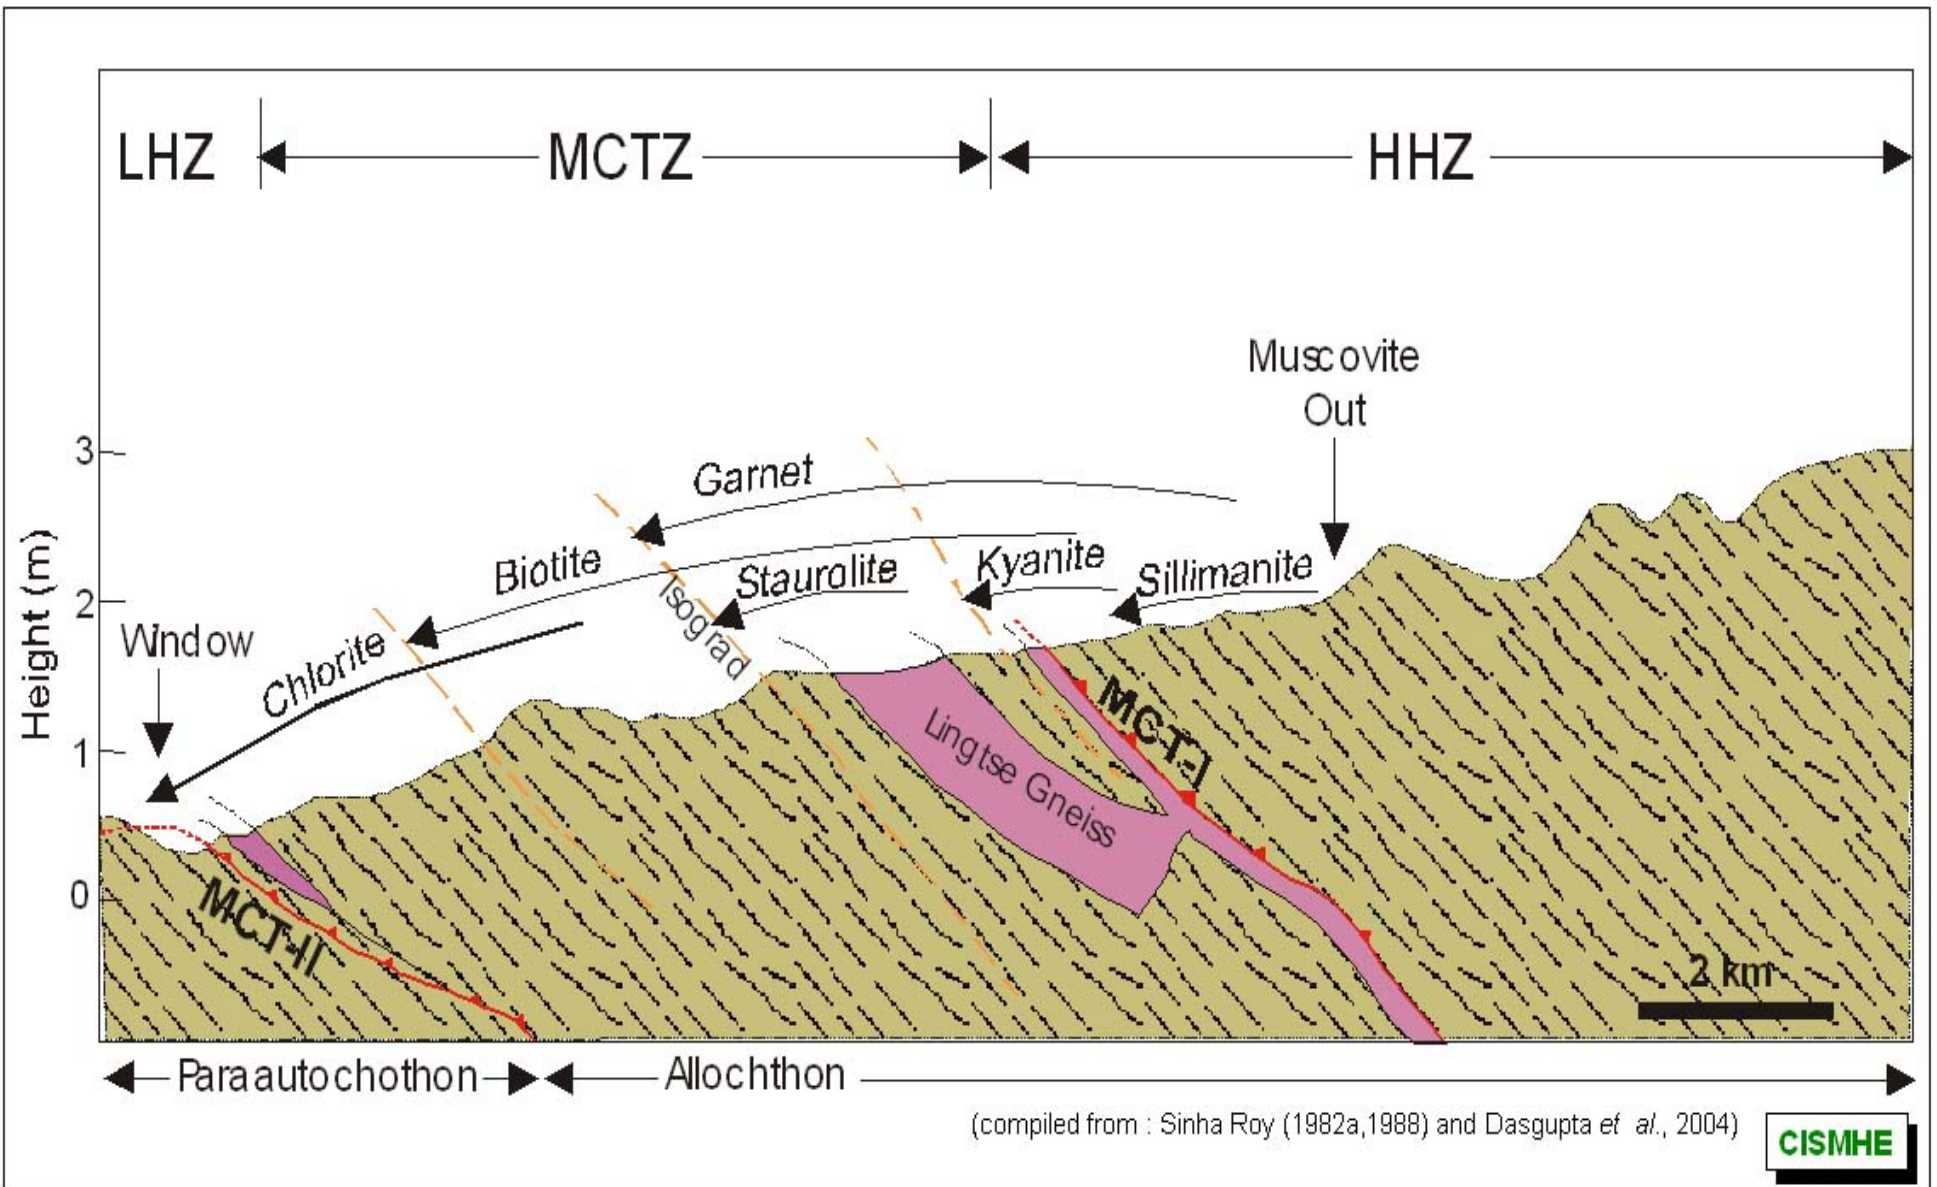 LHZ
MCTZ
HHZ
Muscovite
Out
Garnet
Biotite
Staurolite
Kyanite
Sillimanite
Isograd
Window
Chlorite
Height (m)
3
2
1
0
MCT-I
Lingtse Gneiss
MCT-II
2 km
Paraautochothon
Allochthon
(compiled from : Sinha Roy (1982a,1988) and Dasgupta et al., 2004)
CISMHE